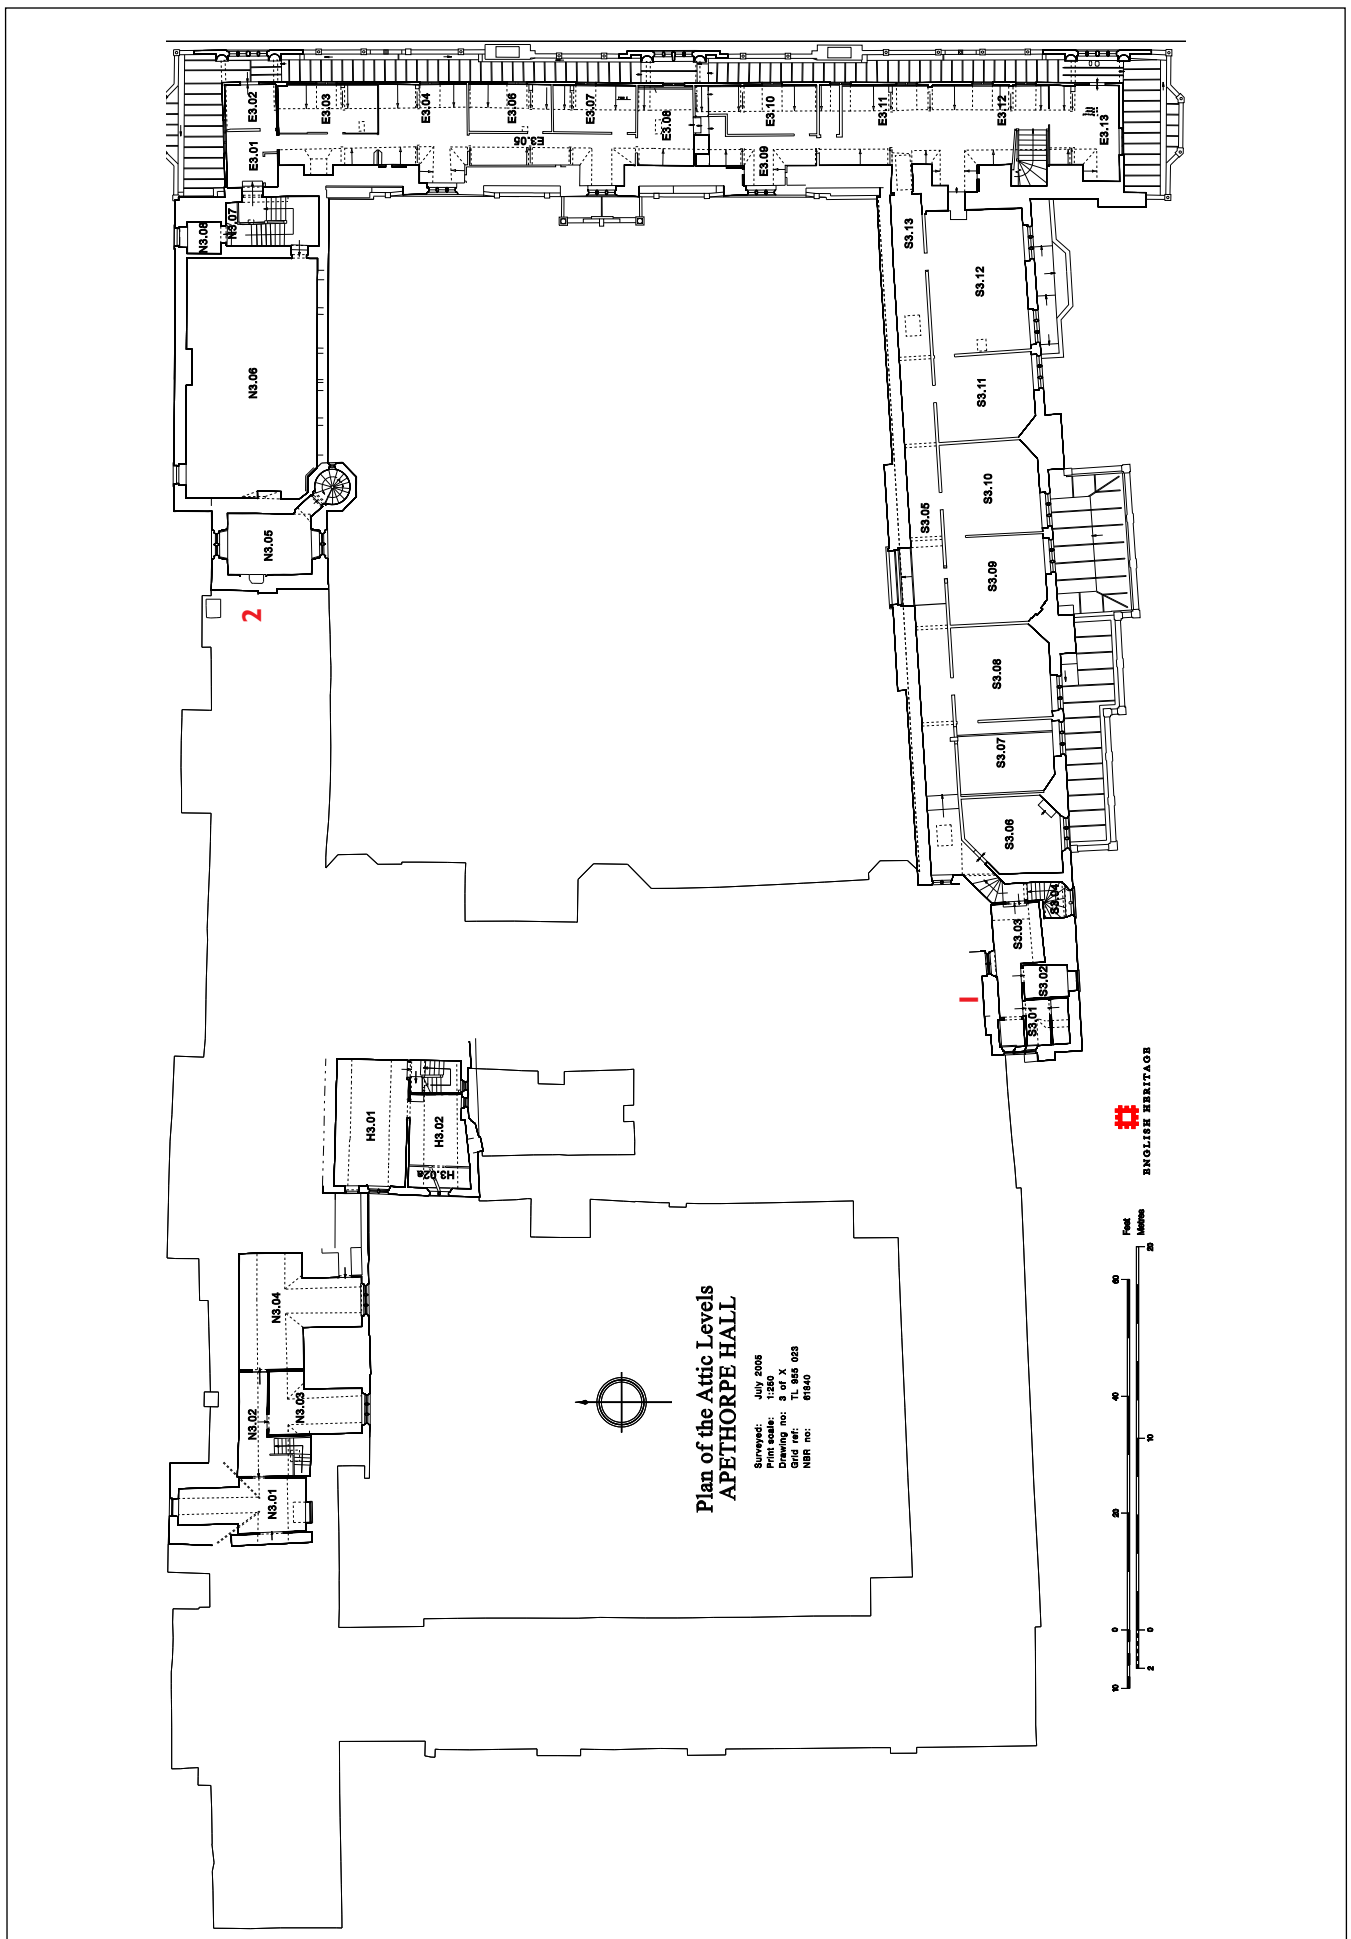 E3.02
E3.03
E3.04
E3.06
E3.07
E3.08
E3.10
E3.11
E3.12
E3.13
E3.01
E3.05
E3.09
N3.08
N3.07
N3.06
N3.05
2
S3.13
S3.12
S3.11
S3.10
S3.05
S3.09
S3.08
S3.07
S3.06
S3.04
S3.03
S3.02
S3.01
1
H3.01
H3.02
H3.02a
N3.04
N3.03
N3.02
N3.01
Plan of the Attic Levels
APETHORPE HALL
Surveyed: July 2005
Print scale: 1:250
Drawing no: 3 of X
Grid ref: TL 955 023
NBR no: 61840
ENGLISH HERITAGE
10 0 20 40 60 Feet
2 0 10 20 Metres